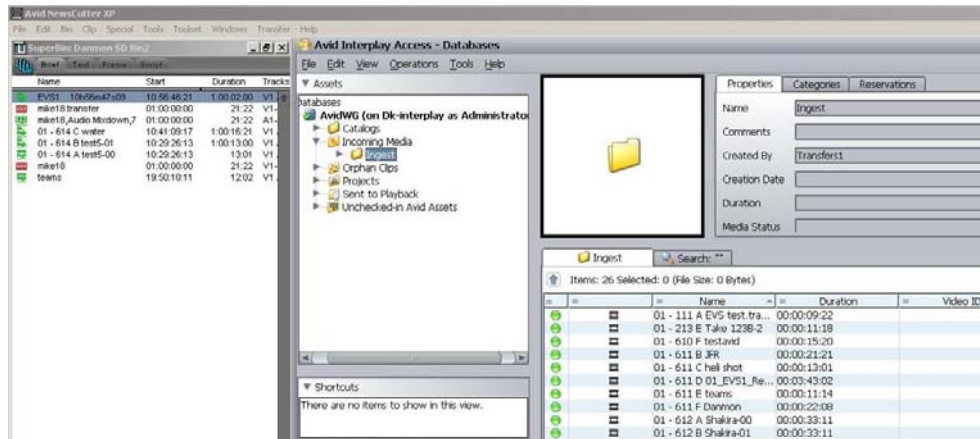 Avid NewsCutter XP
File Edit Bin Clip Special Tools Toolset Windows Transfer Help
SuperBin: Danmon SD Bin2
Brief Text Frame Script
Name Start Duration Tracks
EVS1 10h56m47s09 10:56:46:21 1:00:02:00 V1
mike18.transfer 01:00:00:00 21:22 V1-
mike18,Audio Mixdown,7 01:00:00:00 21:22 A1-
01 - 614 C water 10:41:09:17 1:00:16:21 V1
01 - 614 B test5-01 10:29:26:13 1:00:13:00 V1
01 - 614 A test5-00 10:29:26:13 13:01 V1
mike18 01:00:00:00 21:22 V1-
teams 19:50:10:11 12:02 V1
Avid Interplay Access - Databases
File Edit View Operations Tools Help
Assets
Databases
AvidWG (on Dk-interplay as Administrato
Catalogs
Incoming Media
Ingest
Orphan Clips
Projects
Sent to Playback
Unchecked-in Avid Assets
Shortcuts
There are no items to show in this view.
Properties Categories Reservations
Name Ingest
Comments
Created By Transfers1
Creation Date
Duration
Media Status
Ingest Search: ""
Items: 26 Selected: 0 (File Size: 0 Bytes)
Name Duration Video ID
01 - 111 A EVS test.tra... 00:00:09:22
01 - 213 E Take 123B-2 00:00:11:18
01 - 610 F testavid 00:00:15:20
01 - 611 B JFR 00:00:21:21
01 - 611 C heli shot 00:00:13:01
01 - 611 D 01_EVS1_Re... 00:03:43:02
01 - 611 E teams 00:00:11:14
01 - 611 F Danmon 00:00:22:08
01 - 612 A Shakira-00 00:00:33:11
01 - 612 B Shakira-01 00:00:33:11